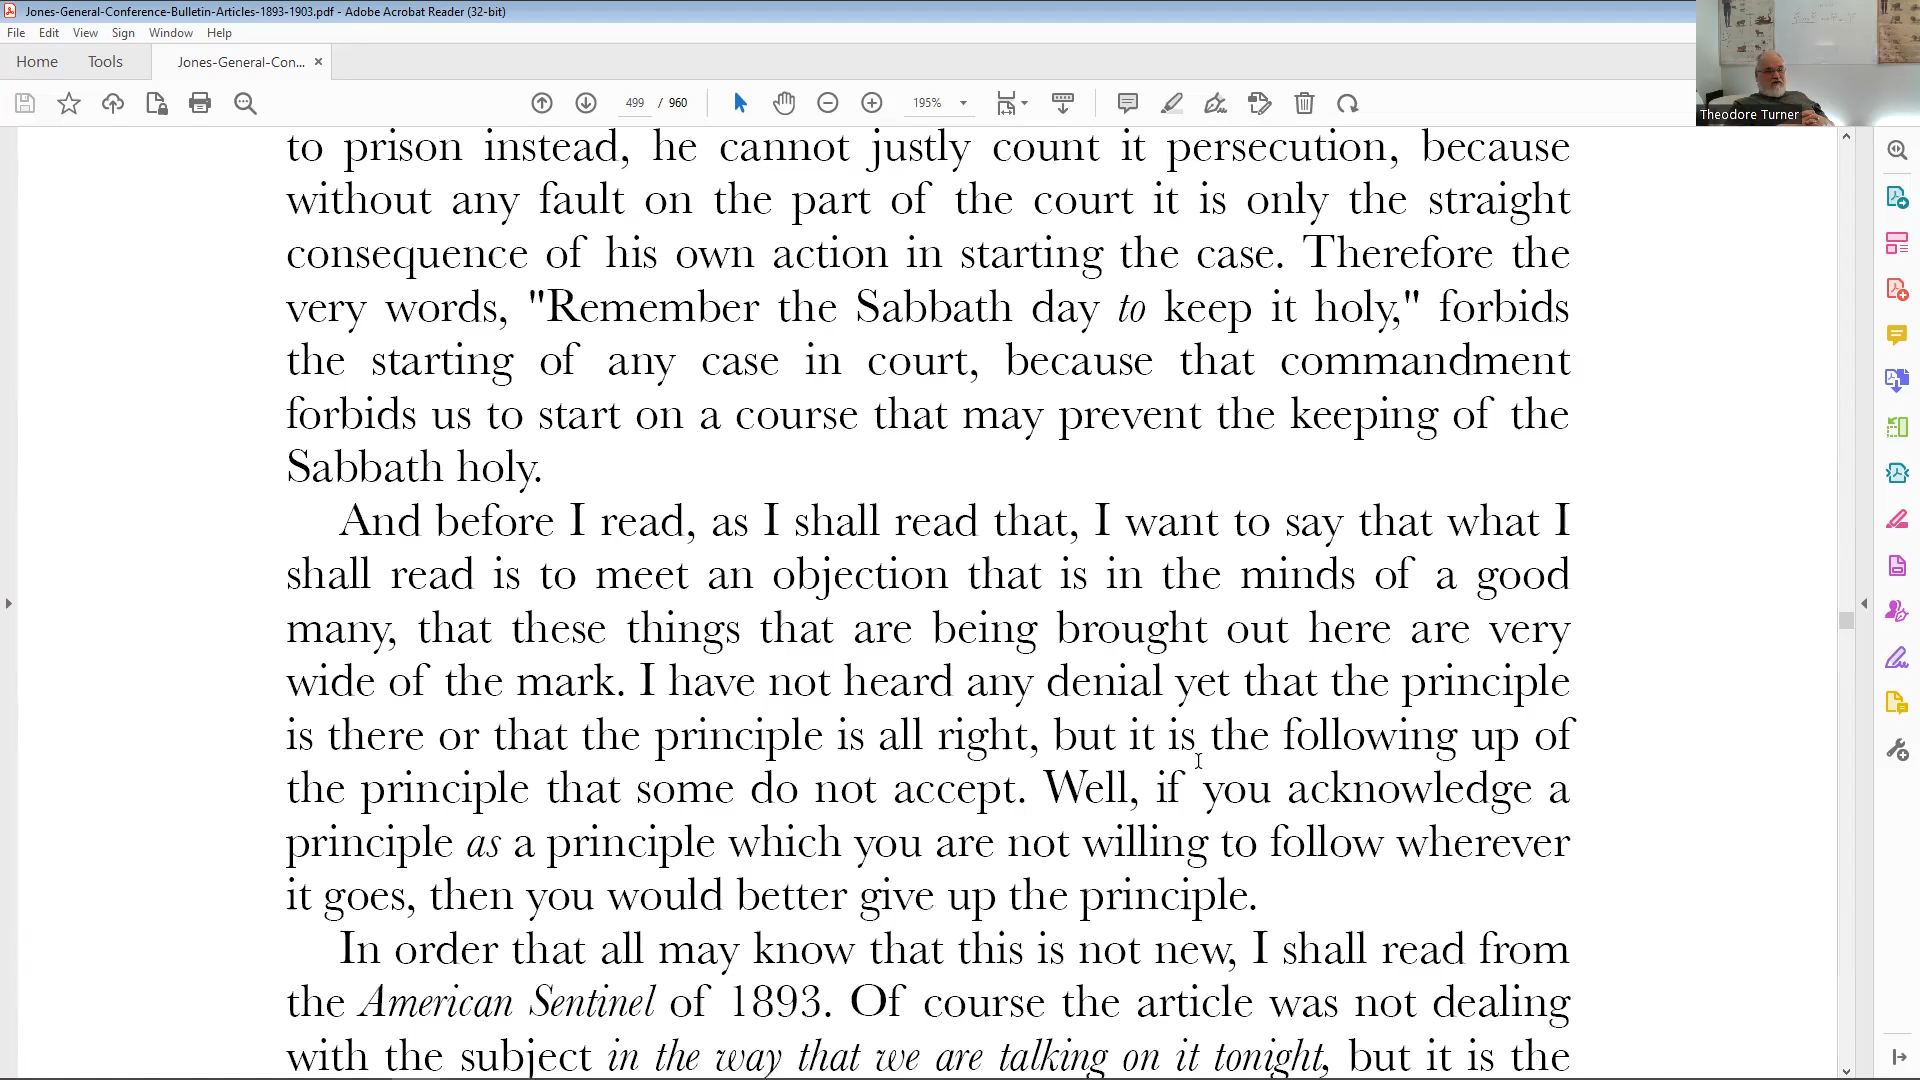 Jones-General-Conference-Bulletin-Articles-1893-1903.pdf - Adobe Acrobat Reader (32-bit)
File Edit View Sign Window Help
Home Tools Jones-General-Con... ×
499 / 960 195%
Theodore Turner
to prison instead, he cannot justly count it persecution, because
without any fault on the part of the court it is only the straight
consequence of his own action in starting the case. Therefore the
very words, "Remember the Sabbath day to keep it holy," forbids
the starting of any case in court, because that commandment
forbids us to start on a course that may prevent the keeping of the
Sabbath holy.
And before I read, as I shall read that, I want to say that what I
shall read is to meet an objection that is in the minds of a good
many, that these things that are being brought out here are very
wide of the mark. I have not heard any denial yet that the principle
is there or that the principle is all right, but it is the following up of
the principle that some do not accept. Well, if you acknowledge a
principle as a principle which you are not willing to follow wherever
it goes, then you would better give up the principle.
In order that all may know that this is not new, I shall read from
the American Sentinel of 1893. Of course the article was not dealing
with the subject in the way that we are talking on it tonight, but it is the